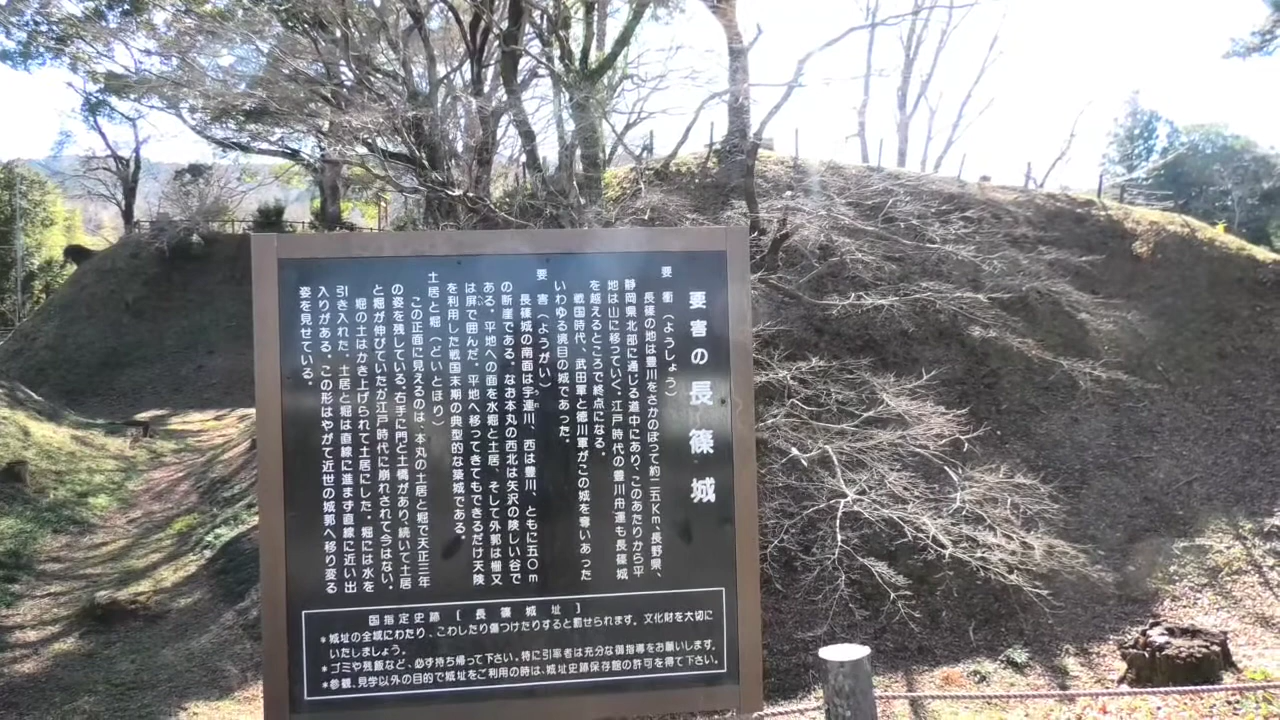 要害の長篠城
要　衝（ようしょう）
長篠の地は豊川をさかのぼって約二五Ｋｍ、長野県、
静岡県北部に通じる道中にあり、このあたりから平
地は山に移っていく。江戸時代の豊川舟運も長篠城
を越えるところで終点になる。
戦国時代、武田軍と徳川軍がこの城を奪いあった
いわゆる境目の城であった。
要　害（ようがい）
長篠城の南面は宇連川、西は豊川、ともに五〇ｍ
の断崖である。なお本丸の西北は矢沢の険しい谷で
ある。平地への面を水堀と土居、そして外郭は柵又
は屏で囲んだ。平地へ移ってきてもできるだけ天険
を利用した戦国末期の典型的な築城である。
土居と堀（どいとほり）
この正面に見えるのは、本丸の土居と堀で天正三年
の姿を残している。右手に門と土橋があり、続いて土居
と堀が伸びていたが江戸時代に崩れされて今はない。
堀の土はかき上げられて土居にした。堀には水を
引き入れた。土居と堀は直線に進まず直線に近い出
入りがある。この形はやがて近世の城郭へ移り変る
姿を見せている。
国指定史跡　［長篠城址］
＊城址の全域にわたり、こわしたり傷つけたりすると罰せられます。文化財を大切に
いたしましょう。
＊ゴミや残飯など、必ず持ち帰って下さい。特に引率者は充分な御指導をお願いします。
＊参観、見学以外の目的で城址をご利用の時は、城址史跡保存館の許可を得て下さい。